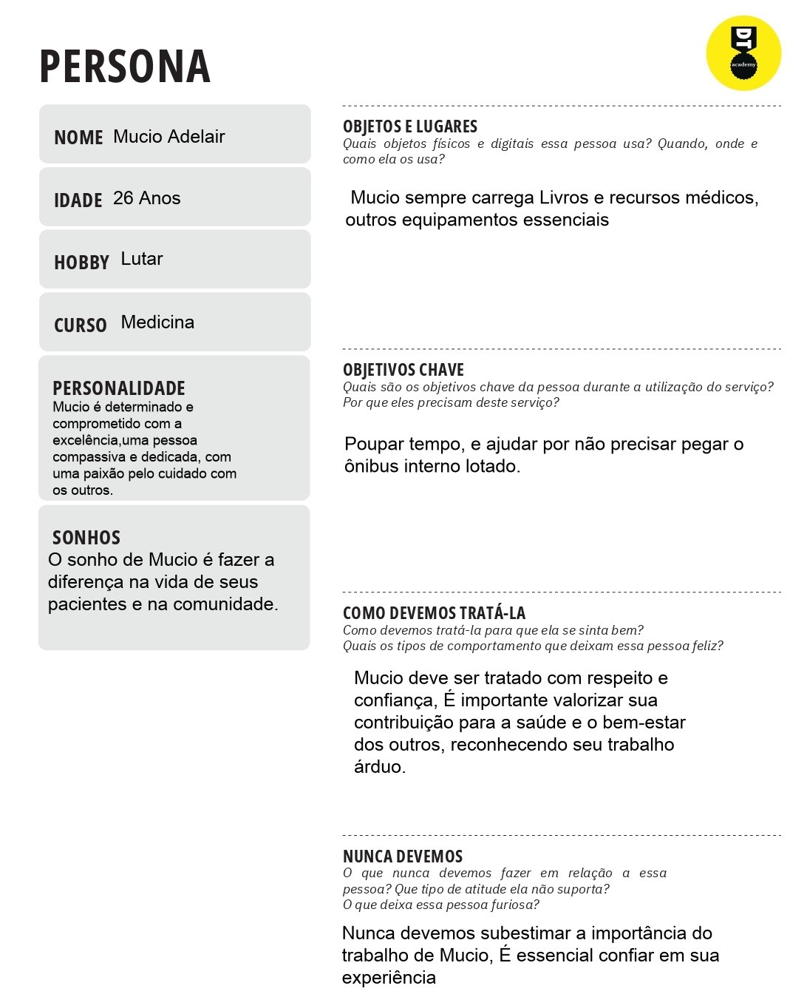 PERSONA
DT
academy
NOME Mucio Adelair
IDADE 26 Anos
HOBBY Lutar
CURSO Medicina
PERSONALIDADE
Mucio é determinado e
comprometido com a
excelência,uma pessoa
compassiva e dedicada, com
uma paixão pelo cuidado com
os outros.
SONHOS
O sonho de Mucio é fazer a
diferença na vida de seus
pacientes e na comunidade.
OBJETOS E LUGARES
Quais objetos físicos e digitais essa pessoa usa? Quando, onde e
como ela os usa?
Mucio sempre carrega Livros e recursos médicos,
outros equipamentos essenciais
OBJETIVOS CHAVE
Quais são os objetivos chave da pessoa durante a utilização do serviço?
Por que eles precisam deste serviço?
Poupar tempo, e ajudar por não precisar pegar o
ônibus interno lotado.
COMO DEVEMOS TRATÁ-LA
Como devemos tratá-la para que ela se sinta bem?
Quais os tipos de comportamento que deixam essa pessoa feliz?
Mucio deve ser tratado com respeito e
confiança, É importante valorizar sua
contribuição para a saúde e o bem-estar
dos outros, reconhecendo seu trabalho
árduo.
NUNCA DEVEMOS
O que nunca devemos fazer em relação a essa
pessoa? Que tipo de atitude ela não suporta?
O que deixa essa pessoa furiosa?
Nunca devemos subestimar a importância do
trabalho de Mucio, É essencial confiar em sua
experiência